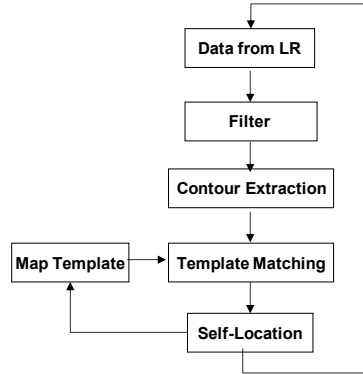 Data from LR
Filter
Contour Extraction
Map Template
Template Matching
Self-Location